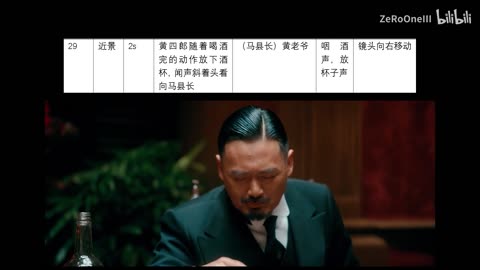 ZeRoOneIII bilibili
29 近景 2s 黄四郎随着喝酒 （马县长）黄老爷 咽酒 镜头向右移动
完的动作放下酒 声，放
杯，闻声斜着头看 杯子声
向马县长